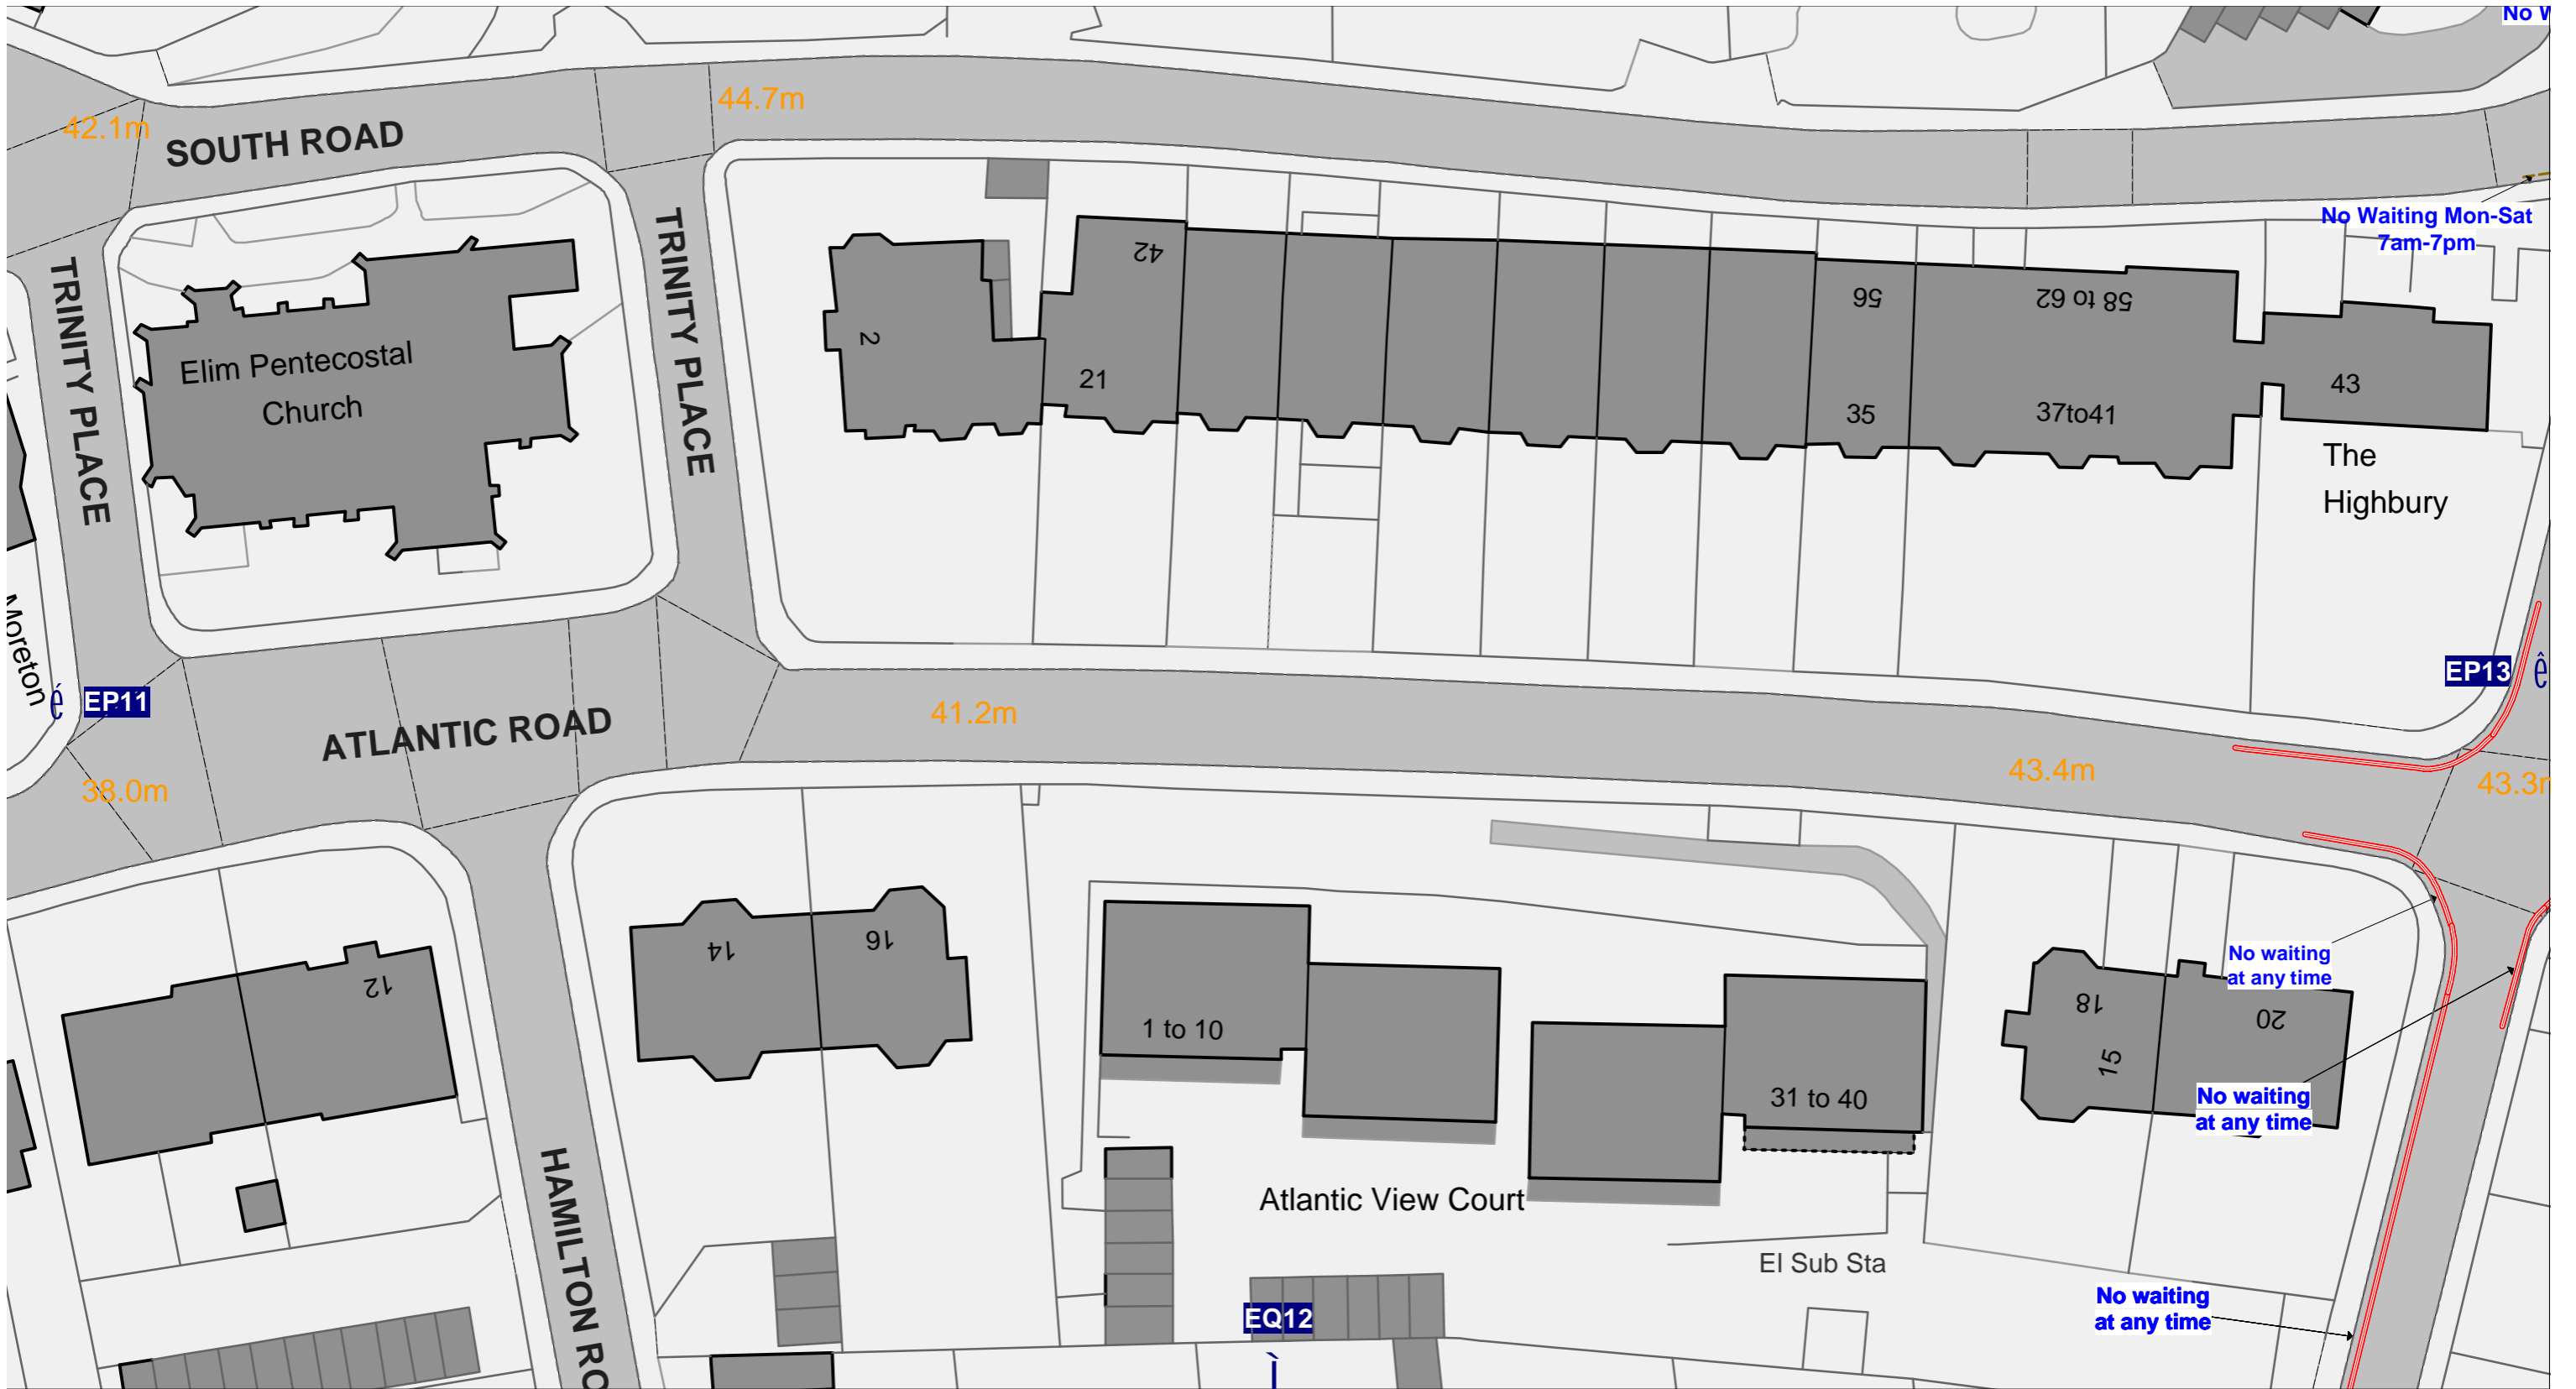 No W
44.7m
42.1m
SOUTH ROAD
No Waiting Mon-Sat
7am-7pm
TRINITY PLACE
TRINITY PLACE
Elim Pentecostal
Church
2
42
21
56
35
58 to 62
37to41
43
The
Highbury
Moreton
é
EP11
EP13
ê
ATLANTIC ROAD
41.2m
38.0m
43.4m
43.3m
12
14
16
1 to 10
31 to 40
18
15
20
No waiting
at any time
No waiting
at any time
Atlantic View Court
El Sub Sta
HAMILTON RO
EQ12
No waiting
at any time